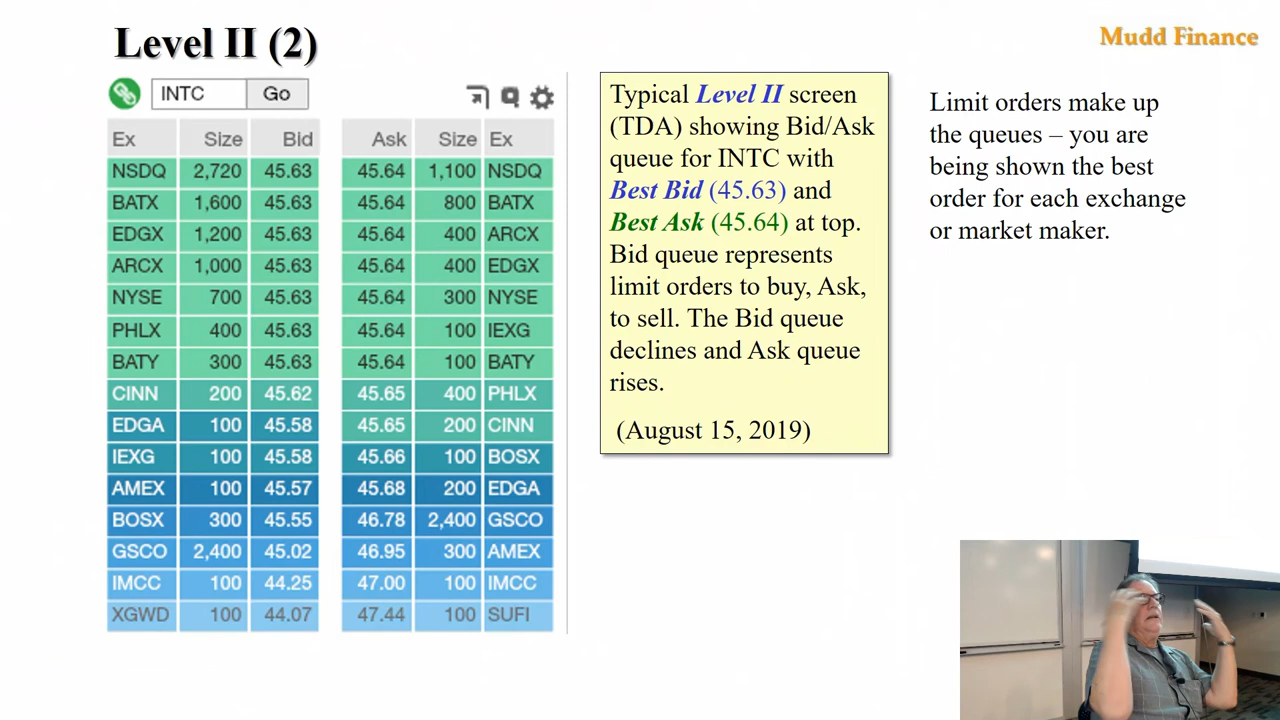 Level II (2)
Mudd Finance
INTC Go
Ex Size Bid Ask Size Ex
NSDQ 2,720 45.63 45.64 1,100 NSDQ
BATX 1,600 45.63 45.64 800 BATX
EDGX 1,200 45.63 45.64 400 ARCX
ARCX 1,000 45.63 45.64 400 EDGX
NYSE 700 45.63 45.64 300 NYSE
PHLX 400 45.63 45.64 100 IEXG
BATY 300 45.63 45.64 100 BATY
CINN 200 45.62 45.65 400 PHLX
EDGA 100 45.58 45.65 200 CINN
IEXG 100 45.58 45.66 100 BOSX
AMEX 100 45.57 45.68 200 EDGA
BOSX 300 45.55 46.78 2,400 GSCO
GSCO 2,400 45.02 46.95 300 AMEX
IMCC 100 44.25 47.00 100 IMCC
XGWD 100 44.07 47.44 100 SUFI
Typical Level II screen
(TDA) showing Bid/Ask
queue for INTC with
Best Bid (45.63) and
Best Ask (45.64) at top.
Bid queue represents
limit orders to buy, Ask,
to sell. The Bid queue
declines and Ask queue
rises.
(August 15, 2019)
Limit orders make up
the queues – you are
being shown the best
order for each exchange
or market maker.